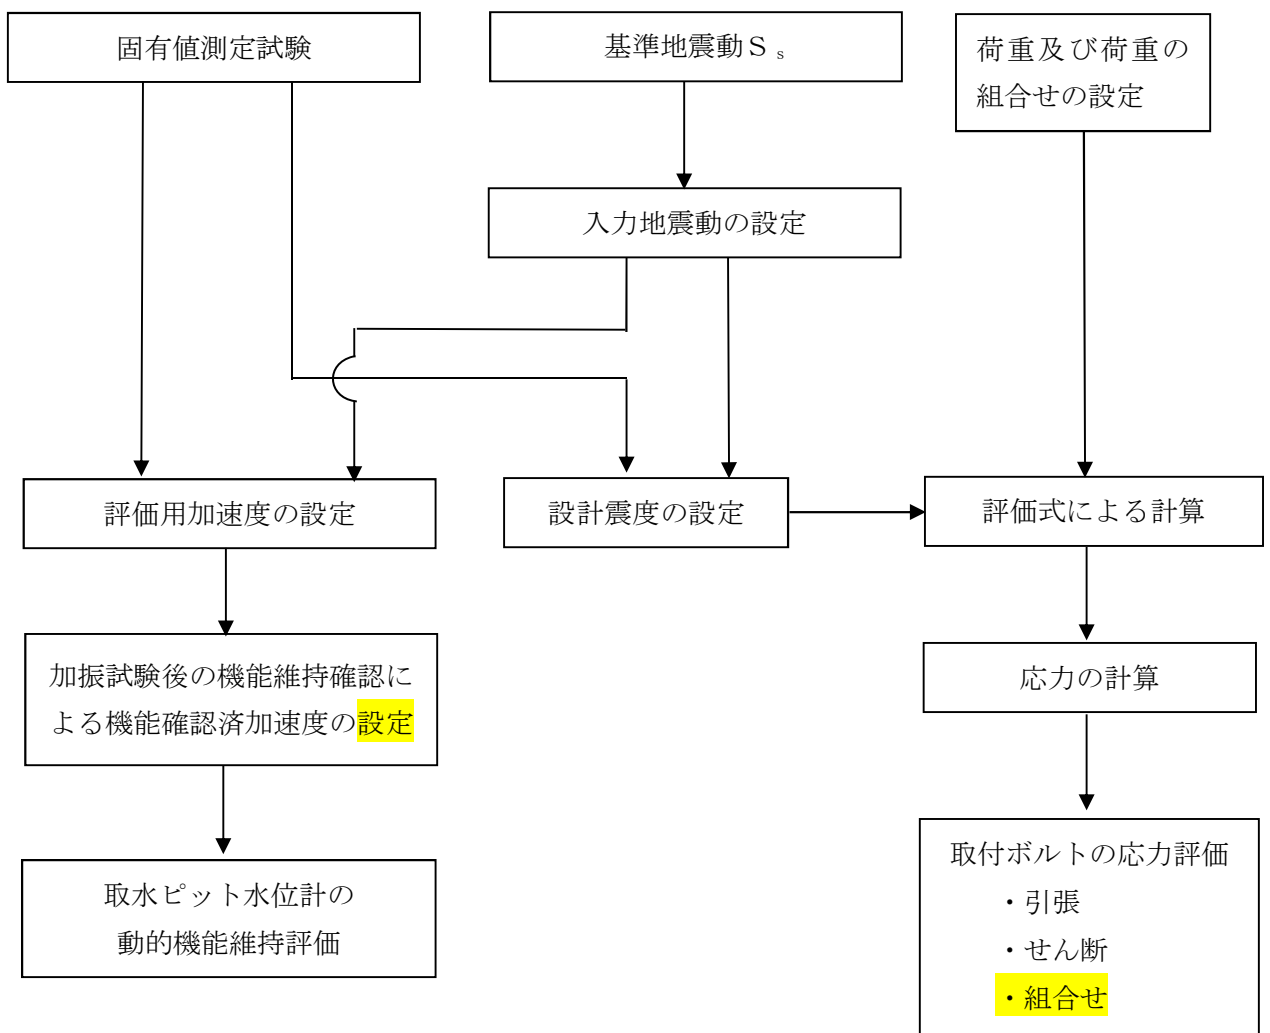 固有値測定試験
基準地震動Ｓs
荷重及び荷重の
組合せの設定
入力地震動の設定
評価用加速度の設定
設計震度の設定
評価式による計算
加振試験後の機能維持確認に
よる機能確認済加速度の設定
応力の計算
取水ピット水位計の
動的機能維持評価
取付ボルトの応力評価
・引張
・せん断
・組合せ